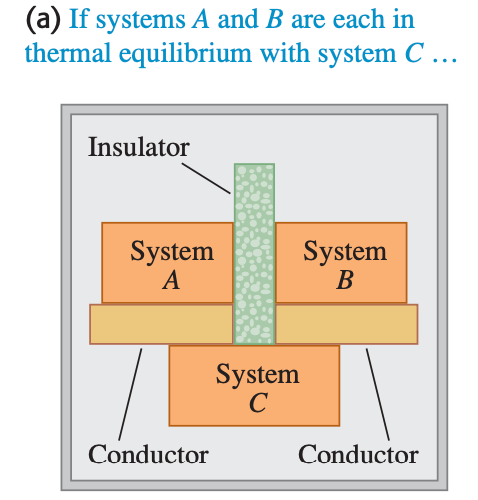 (a) If systems A and B are each in
thermal equilibrium with system C …
Insulator
System
A
System
B
System
C
Conductor
Conductor